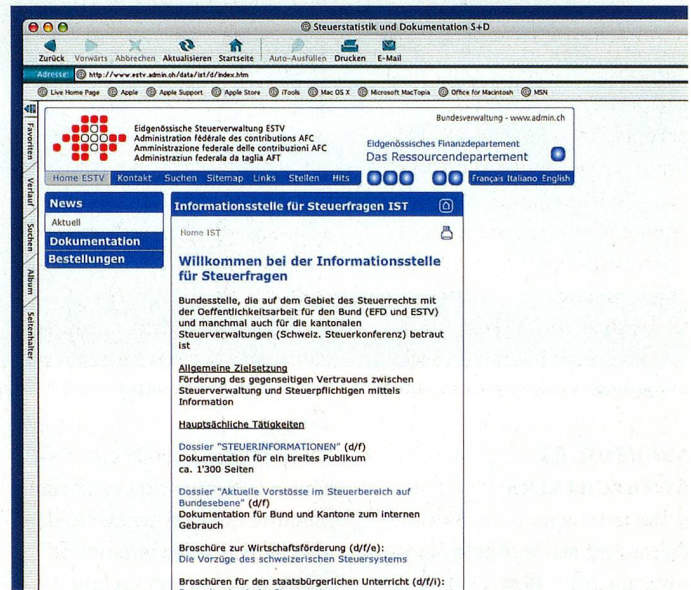 Steuerstatistik und Dokumentation S+D
Zurück Vorwärts Abbrechen Aktualisieren Startseite Auto-Ausfüllen Drucken E-Mail
Adresse: http://www.estv.admin.ch/data/ist/d/index.htm
Live Home Page Apple Apple Support Apple Store iTools Mac OS X Microsoft MacTopia Office for Macintosh MSN
Favoriten
Verlauf
Suchen
Album
Seitenhalter
Bundesverwaltung - www.admin.ch
Eidgenössische Steuerverwaltung ESTV
Administration fédérale des contributions AFC
Amministrazione federale delle contribuzioni AFC
Administraziun federala da taglia AFT
Eidgenössisches Finanzdepartement
Das Ressourcendepartement
Home ESTV Kontakt Suchen Sitemap Links Stellen Hits Français Italiano English
News
Aktuell
Dokumentation
Bestellungen
Informationsstelle für Steuerfragen IST
Home IST
Willkommen bei der Informationsstelle
für Steuerfragen
Bundesstelle, die auf dem Gebiet des Steuerrechts mit
der Oeffentlichkeitsarbeit für den Bund (EFD und ESTV)
und manchmal auch für die kantonalen
Steuerverwaltungen (Schweiz. Steuerkonferenz) betraut
ist
Allgemeine Zielsetzung
Förderung des gegenseitigen Vertrauens zwischen
Steuerverwaltung und Steuerpflichtigen mittels
Information
Hauptsächliche Tätigkeiten
Dossier "STEUERINFORMATIONEN" (d/f)
Dokumentation für ein breites Publikum
ca. 1'300 Seiten
Dossier "Aktuelle Vorstösse im Steuerbereich auf
Bundesebene" (d/f)
Dokumentation für Bund und Kantone zum internen
Gebrauch
Broschüre zur Wirtschaftsförderung (d/f/e):
Die Vorzüge des schweizerischen Steuersystems
Broschüren für den staatsbürgerlichen Unterricht (d/f/i):